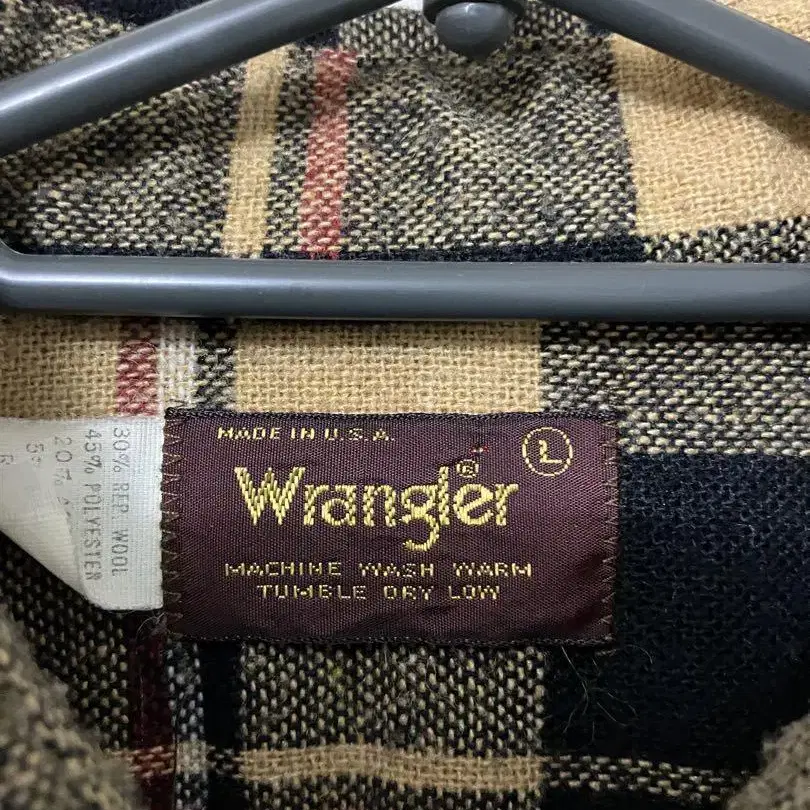 MADE IN U.S.A.
L
Wrangler®
MACHINE WASH WARM
TUMBLE DRY LOW
30% REP. WOOL
45% POLYESTER
20%